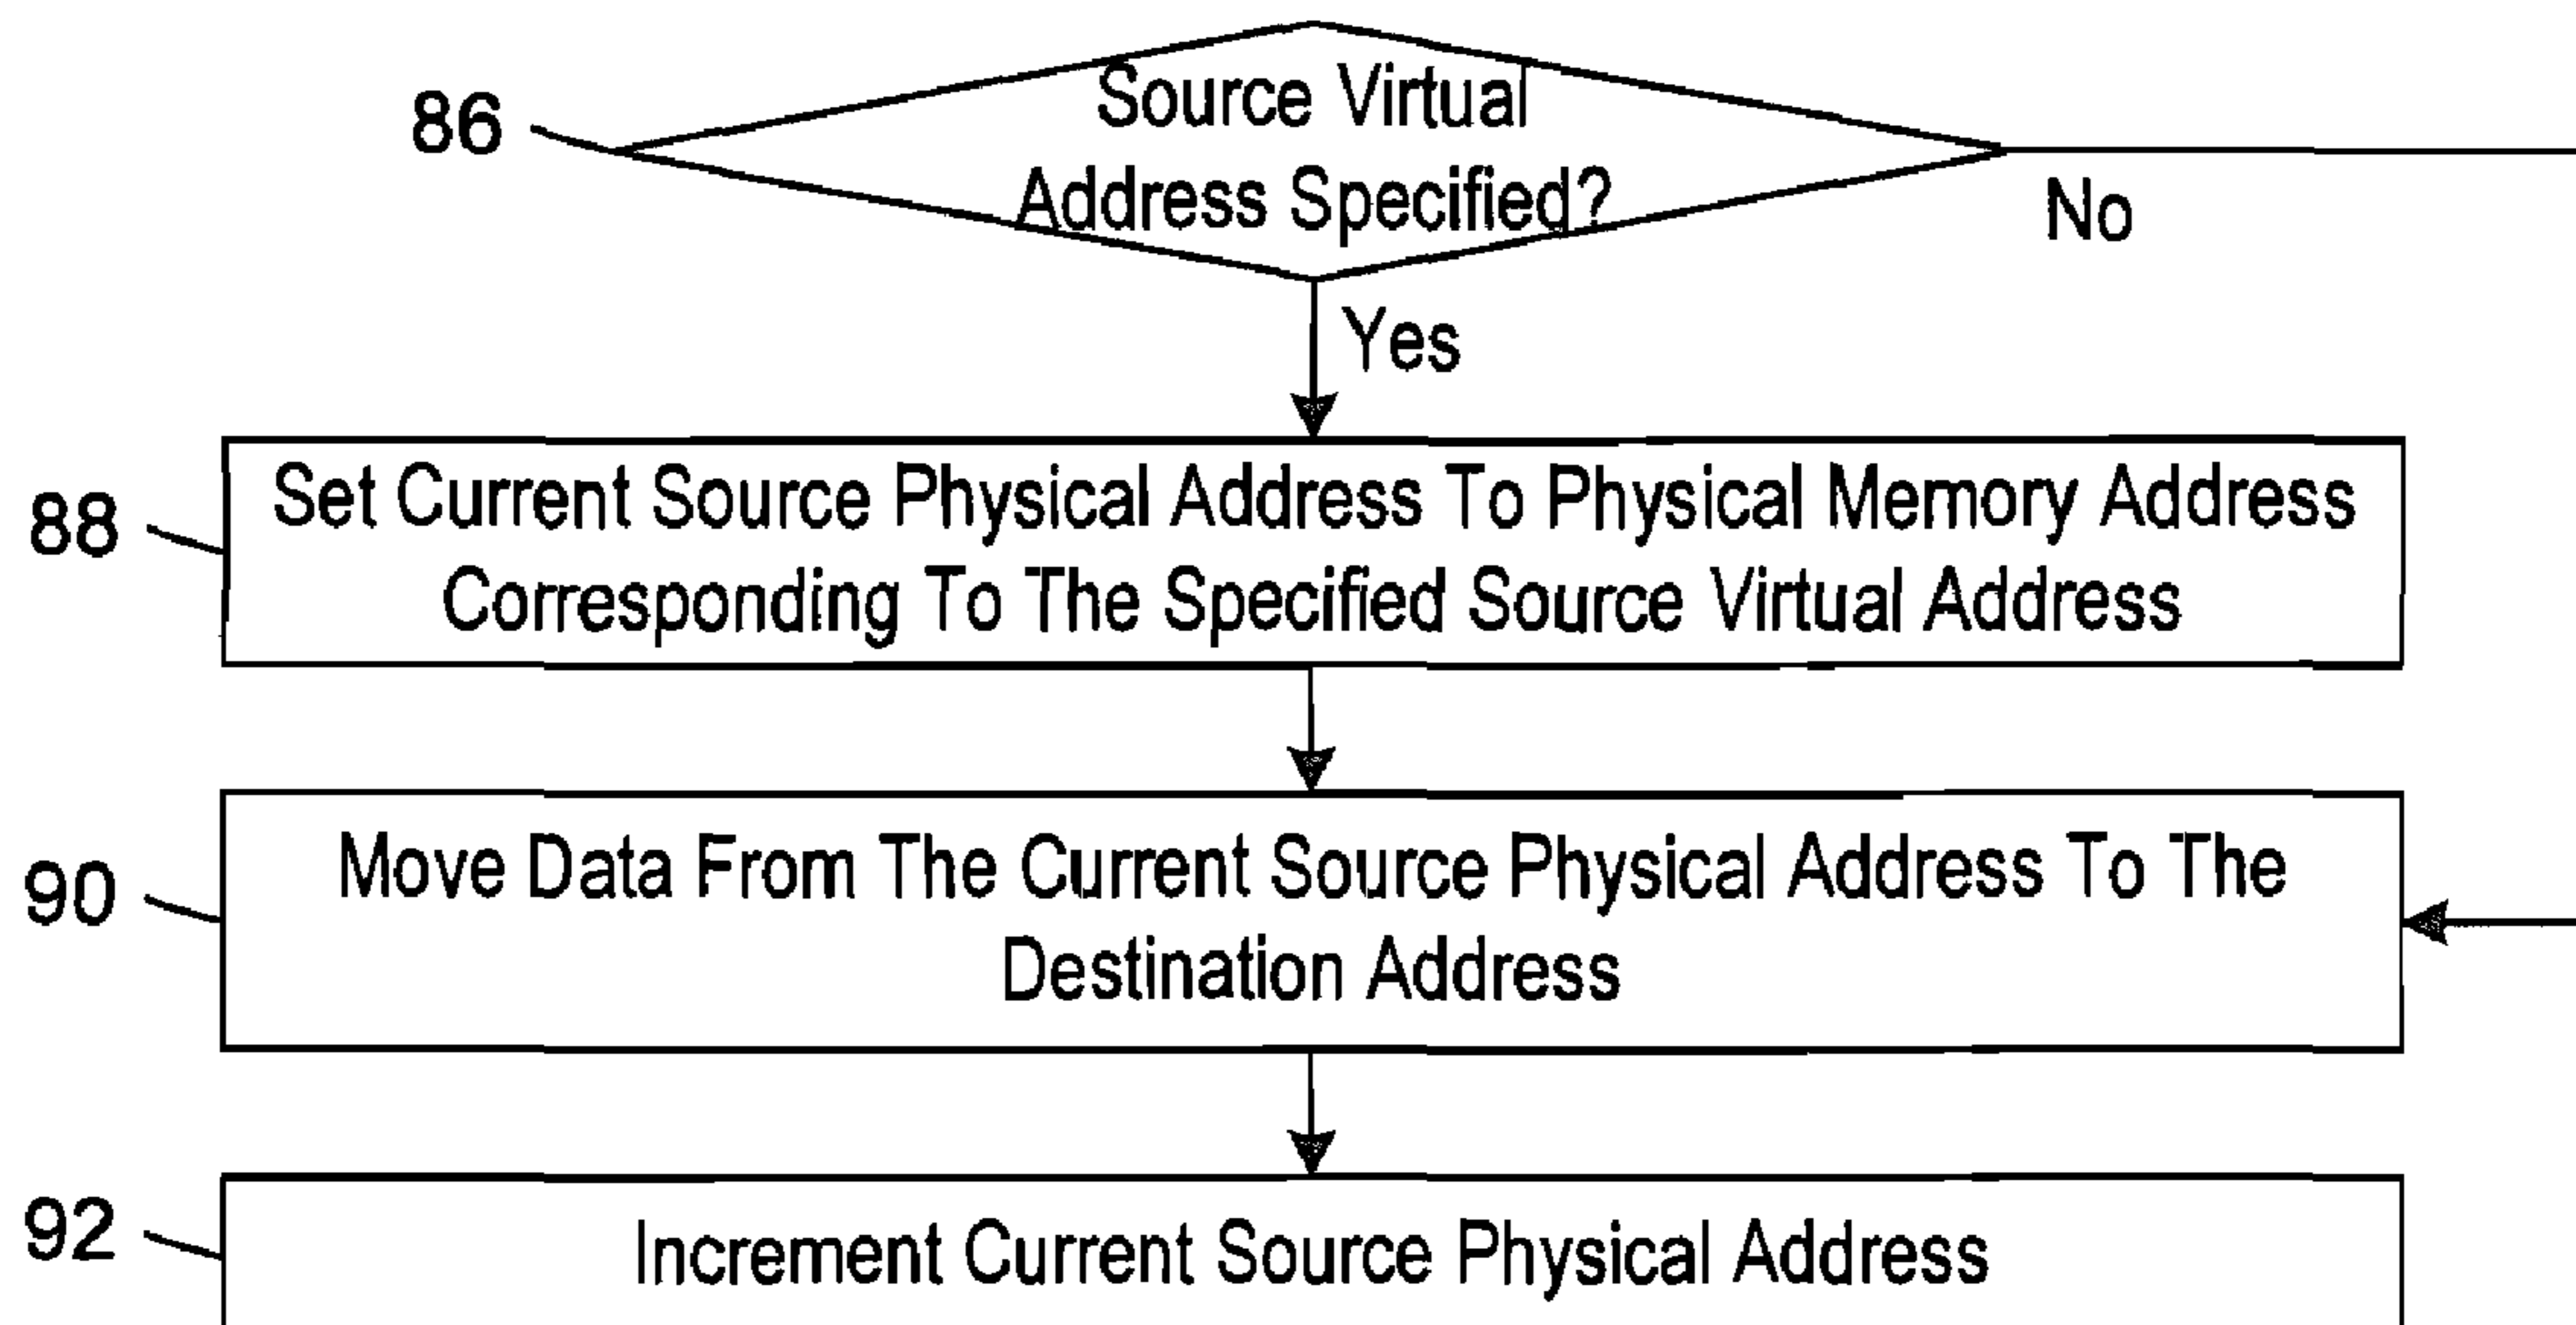 86
Source Virtual
Address Specified?
No
Yes
88
Set Current Source Physical Address To Physical Memory Address
Corresponding To The Specified Source Virtual Address
90
Move Data From The Current Source Physical Address To The
Destination Address
92
Increment Current Source Physical Address